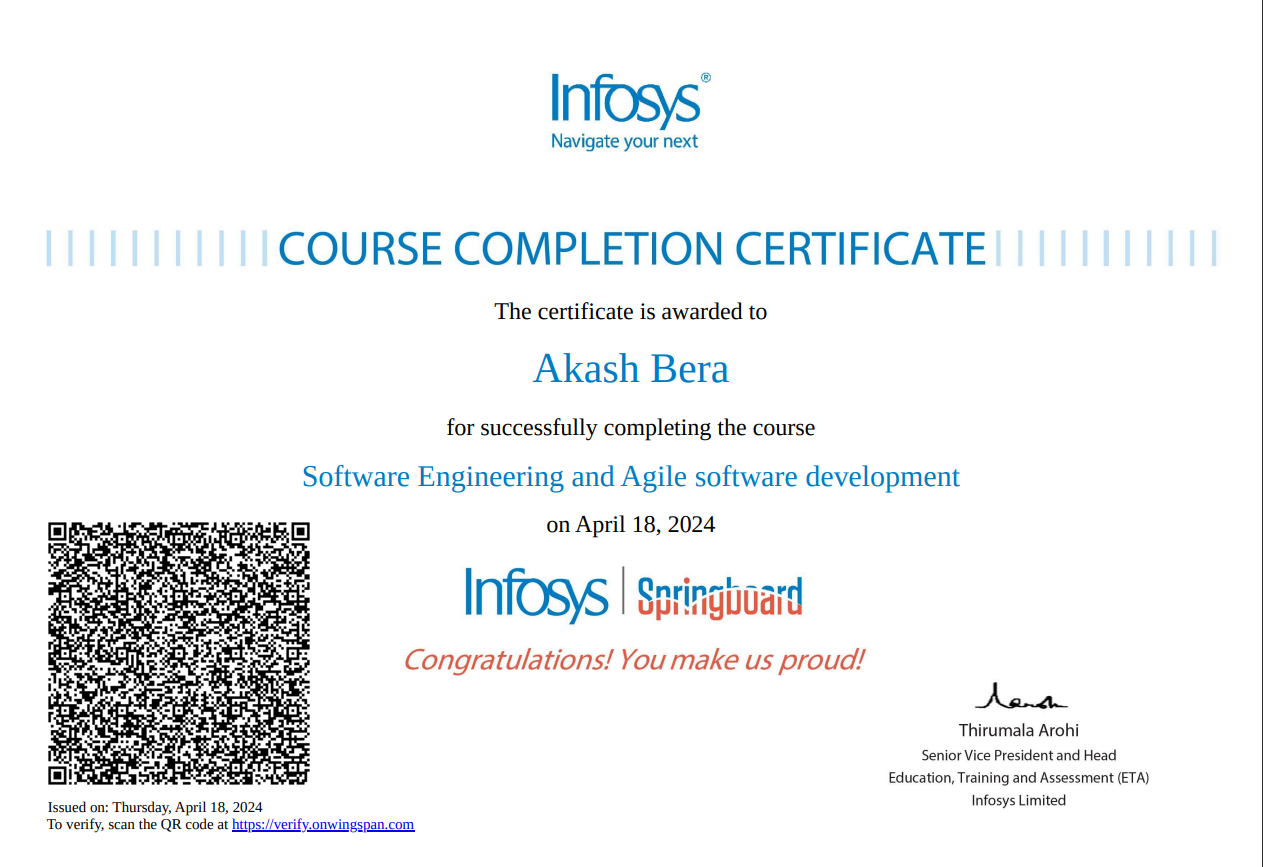 Infosys®
Navigate your next
COURSE COMPLETION CERTIFICATE
The certificate is awarded to
Akash Bera
for successfully completing the course
Software Engineering and Agile software development
on April 18, 2024
Infosys | Springboard
Congratulations! You make us proud!
Thirumala Arohi
Senior Vice President and Head
Education, Training and Assessment (ETA)
Infosys Limited
Issued on: Thursday, April 18, 2024
To verify, scan the QR code at https://verify.onwingspan.com